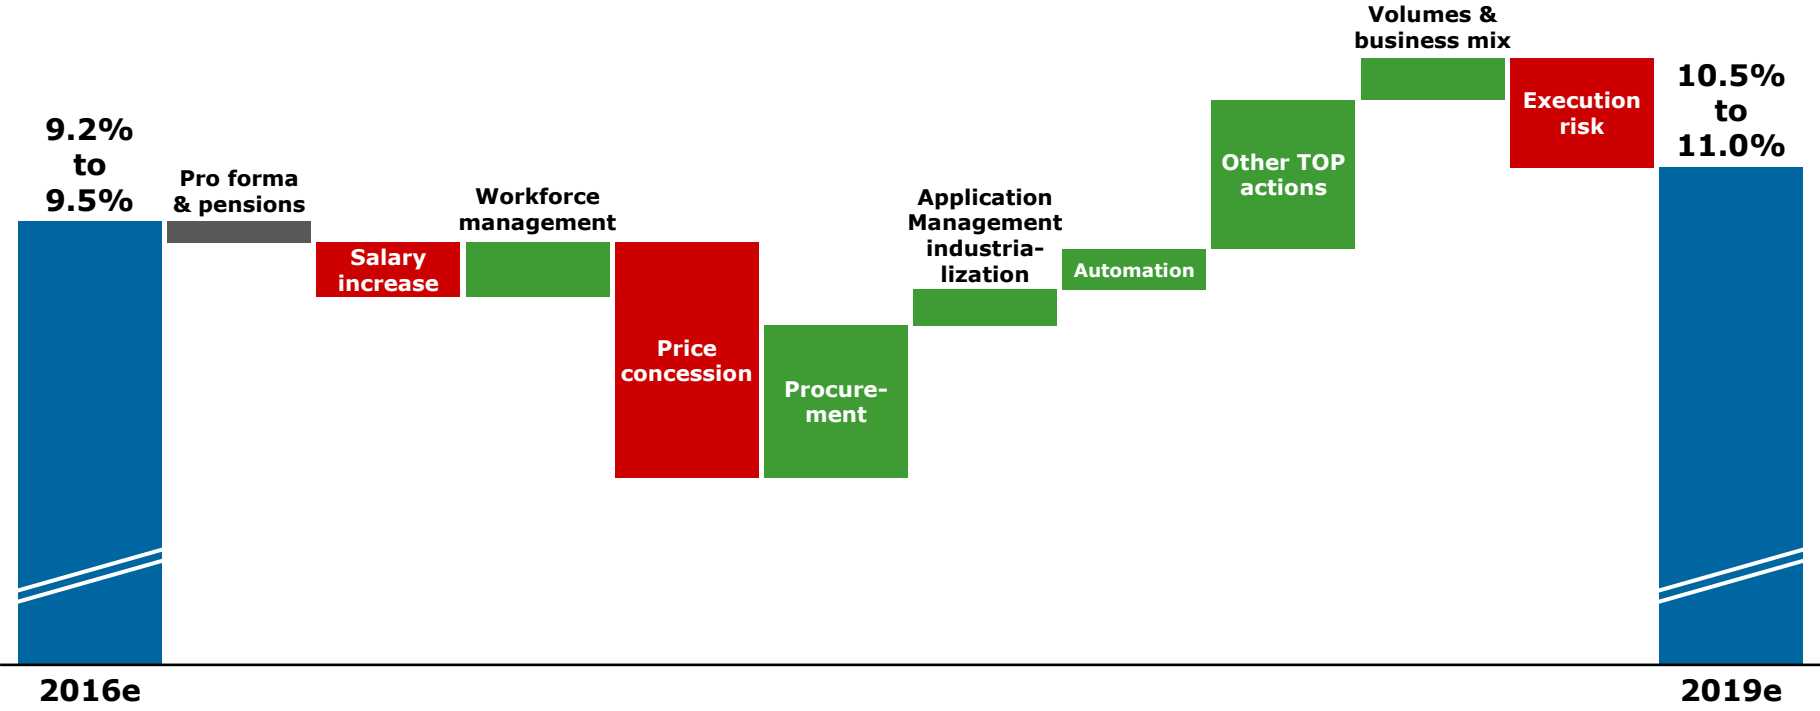 9.2%
to
9.5%
Pro forma
& pensions
Salary
increase
Workforce
management
Price
concession
Procure-
ment
Application
Management
industria-
lization
Automation
Other TOP
actions
Volumes &
business mix
Execution
risk
10.5%
to
11.0%
2016e
2019e